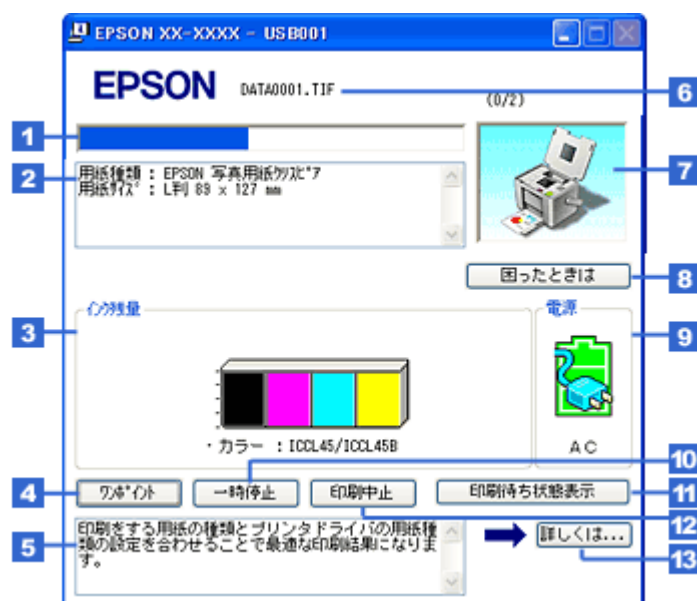 EPSON XX-XXXX - USB001
EPSON
DATA0001.TIF
6
(0/2)
1
7
2
用紙種類 : EPSON 写真用紙ｸﾘｽﾋﾟｱ
用紙ｻｲｽﾞ : L判 89 x 127 mm
困ったときは
8
ｲﾝｸ残量
電源
3
9
・カラー : ICCL45/ICCL45B
AC
10
4
ﾜﾝﾎﾟｲﾝﾄ
一時停止
印刷中止
印刷待ち状態表示
11
12
5
印刷をする用紙の種類とプリンタドライバの用紙種
類の設定を合わせることで最適な印刷結果になりま
す。
詳しくは...
13